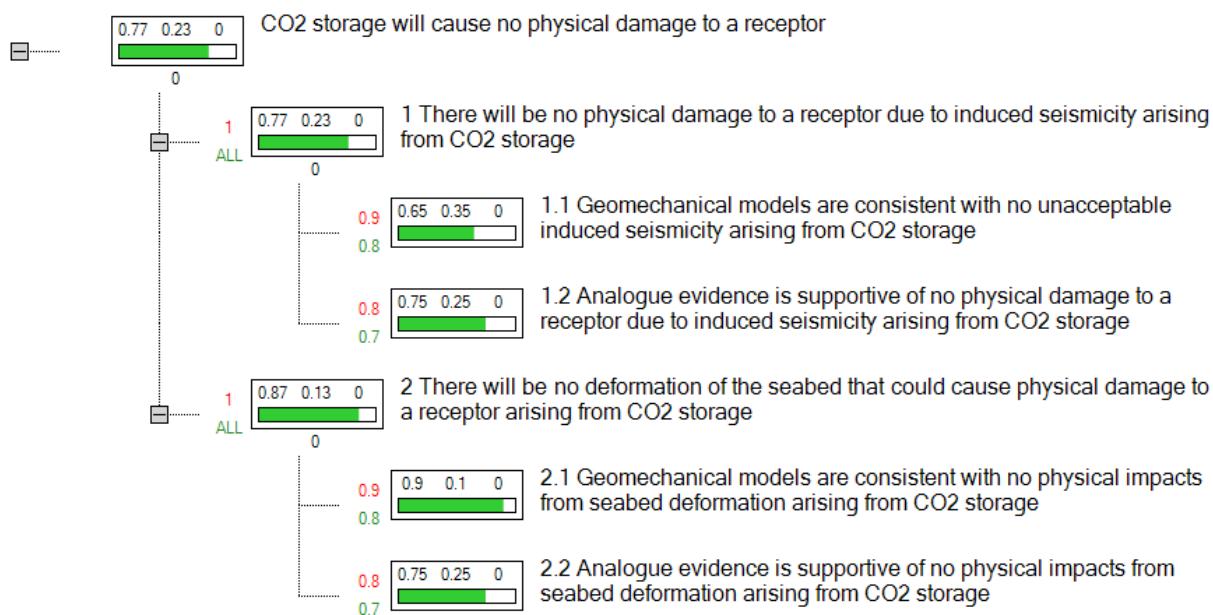 CO2 storage will cause no physical damage to a receptor
0.77 0.23 0
0
1 There will be no physical damage to a receptor due to induced seismicity arising
from CO2 storage
1
ALL
0.77 0.23 0
0
1.1 Geomechanical models are consistent with no unacceptable
induced seismicity arising from CO2 storage
0.9
0.8
0.65 0.35 0
1.2 Analogue evidence is supportive of no physical damage to a
receptor due to induced seismicity arising from CO2 storage
0.8
0.7
0.75 0.25 0
2 There will be no deformation of the seabed that could cause physical damage to
a receptor arising from CO2 storage
1
ALL
0.87 0.13 0
0
2.1 Geomechanical models are consistent with no physical impacts
from seabed deformation arising from CO2 storage
0.9
0.8
0.9 0.1 0
2.2 Analogue evidence is supportive of no physical impacts from
seabed deformation arising from CO2 storage
0.8
0.7
0.75 0.25 0